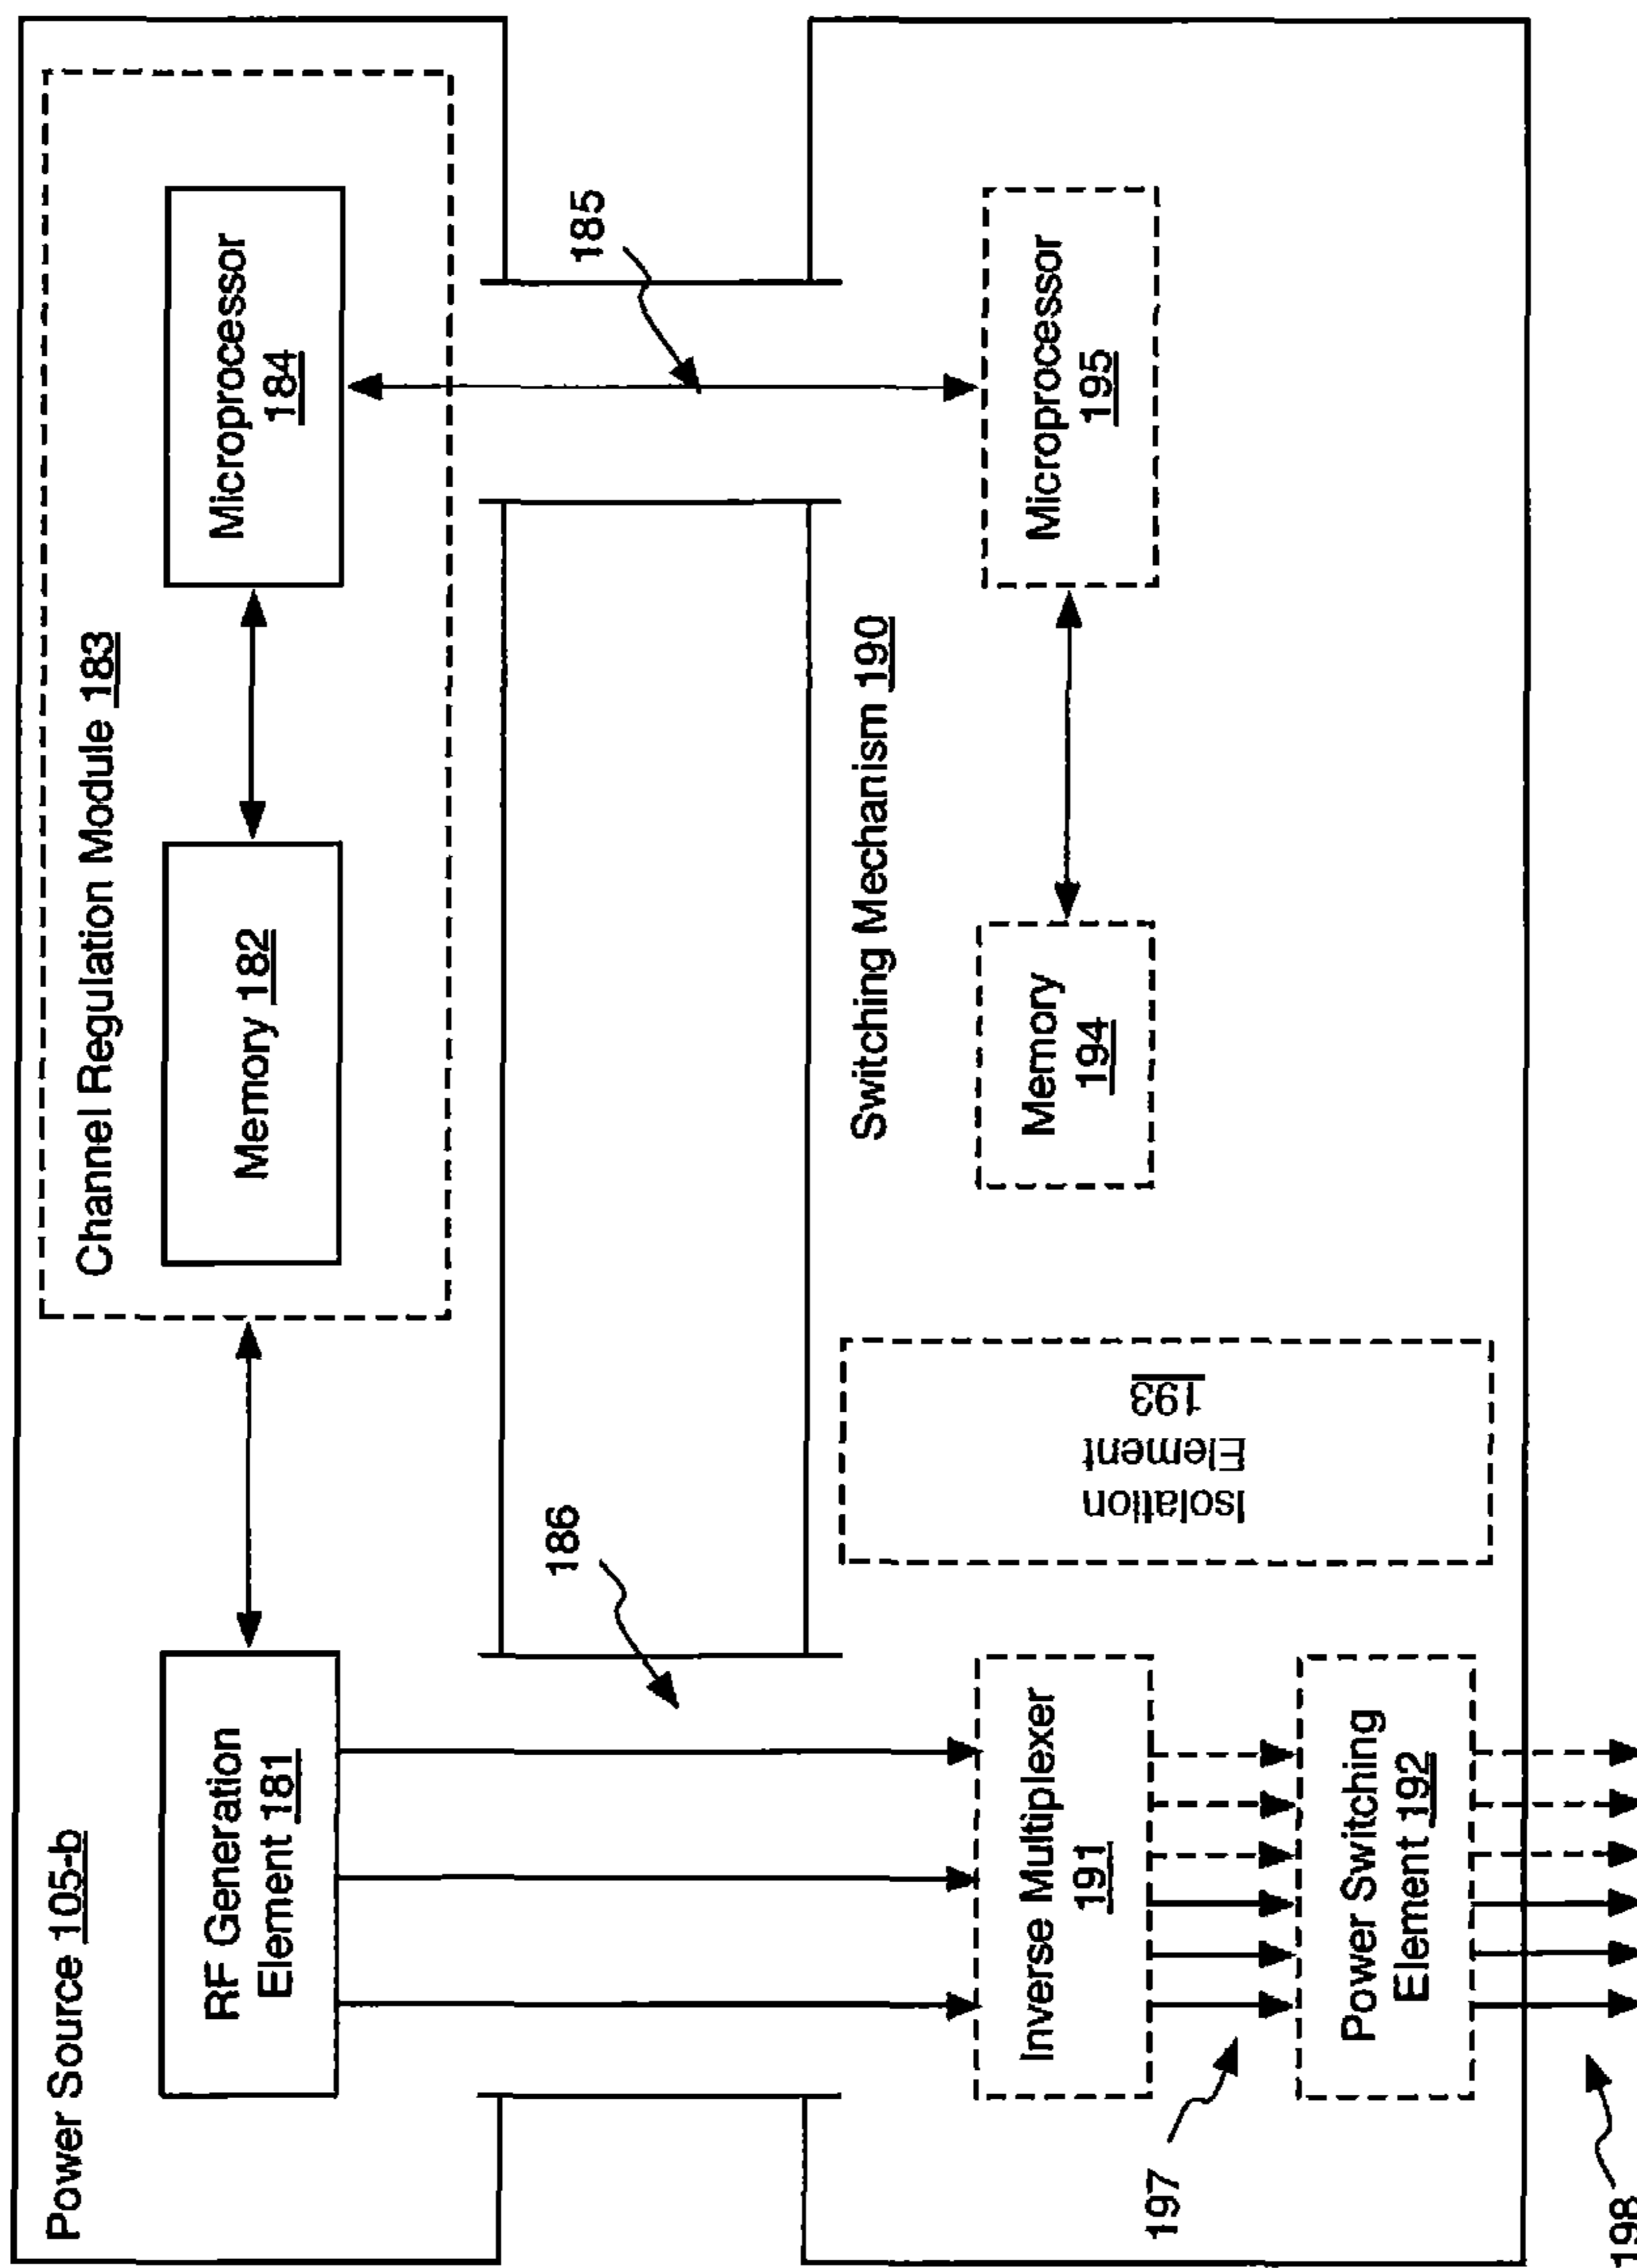 Power Source 105-b
RF Generation
Element 181
Channel Regulation Module 183
Memory 182
Microprocessor
184
186
185
Switching Mechanism 190
Inverse Multiplexer
191
Isolation
Element
193
Memory
194
Microprocessor
195
197
Power Switching
Element 192
198